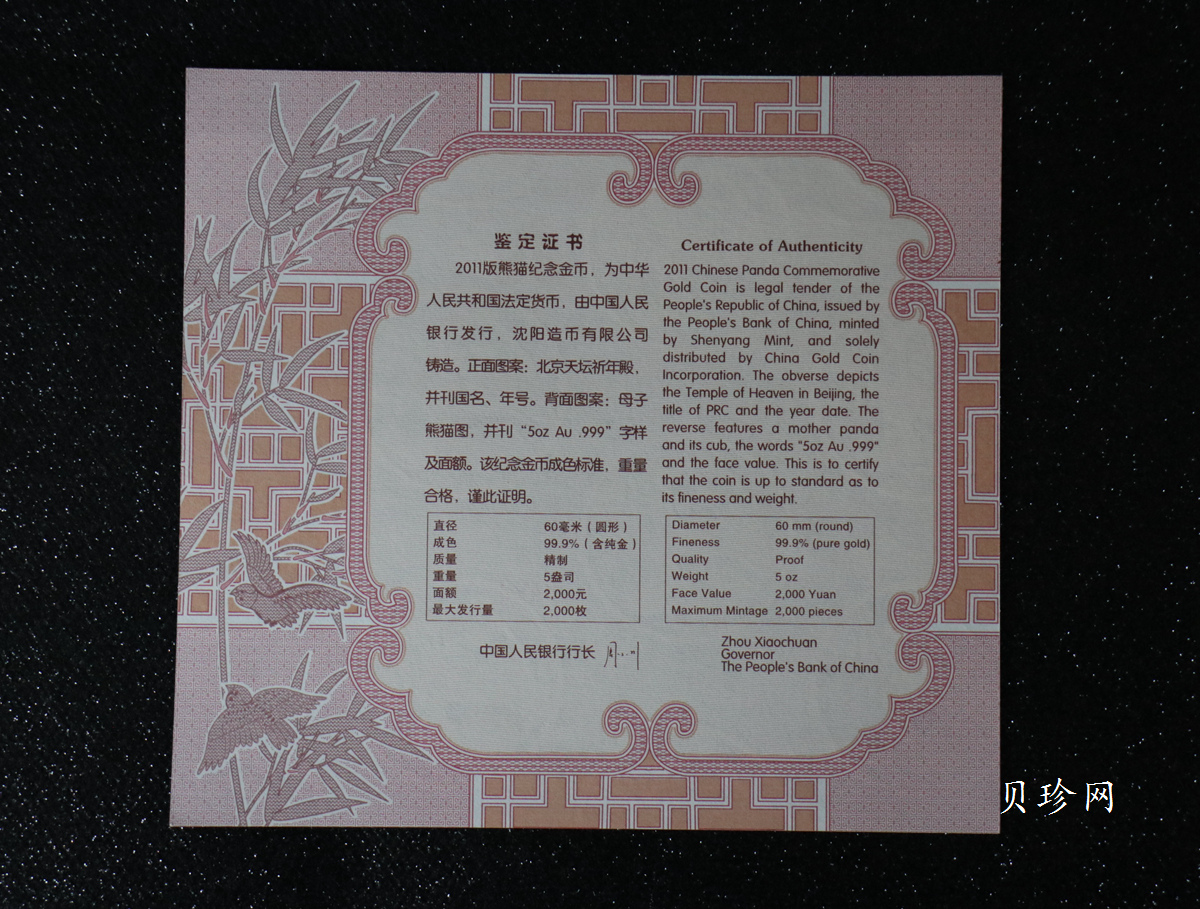 鉴定证书
2011版熊猫纪念金币，为中华
人民共和国法定货币，由中国人民
银行发行，沈阳造币有限公司
铸造。正面图案：北京天坛祈年殿，
并刊国名、年号。背面图案：母子
熊猫图，并刊“5oz Au .999”字样
及面额。该纪念金币成色标准，重量
合格，谨此证明。
直径 60毫米（圆形）
成色 99.9%（含纯金）
质量 精制
重量 5盎司
面额 2,000元
最大发行量 2,000枚
中国人民银行行长
Certificate of Authenticity
2011 Chinese Panda Commemorative
Gold Coin is legal tender of the
People's Republic of China, issued by
the People's Bank of China, minted
by Shenyang Mint, and solely
distributed by China Gold Coin
Incorporation. The obverse depicts
the Temple of Heaven in Beijing, the
title of PRC and the year date. The
reverse features a mother panda
and its cub, the words "5oz Au .999"
and the face value. This is to certify
that the coin is up to standard as to
its fineness and weight.
Diameter 60 mm (round)
Fineness 99.9% (pure gold)
Quality Proof
Weight 5 oz
Face Value 2,000 Yuan
Maximum Mintage 2,000 pieces
Zhou Xiaochuan
Governor
The People's Bank of China
贝珍网